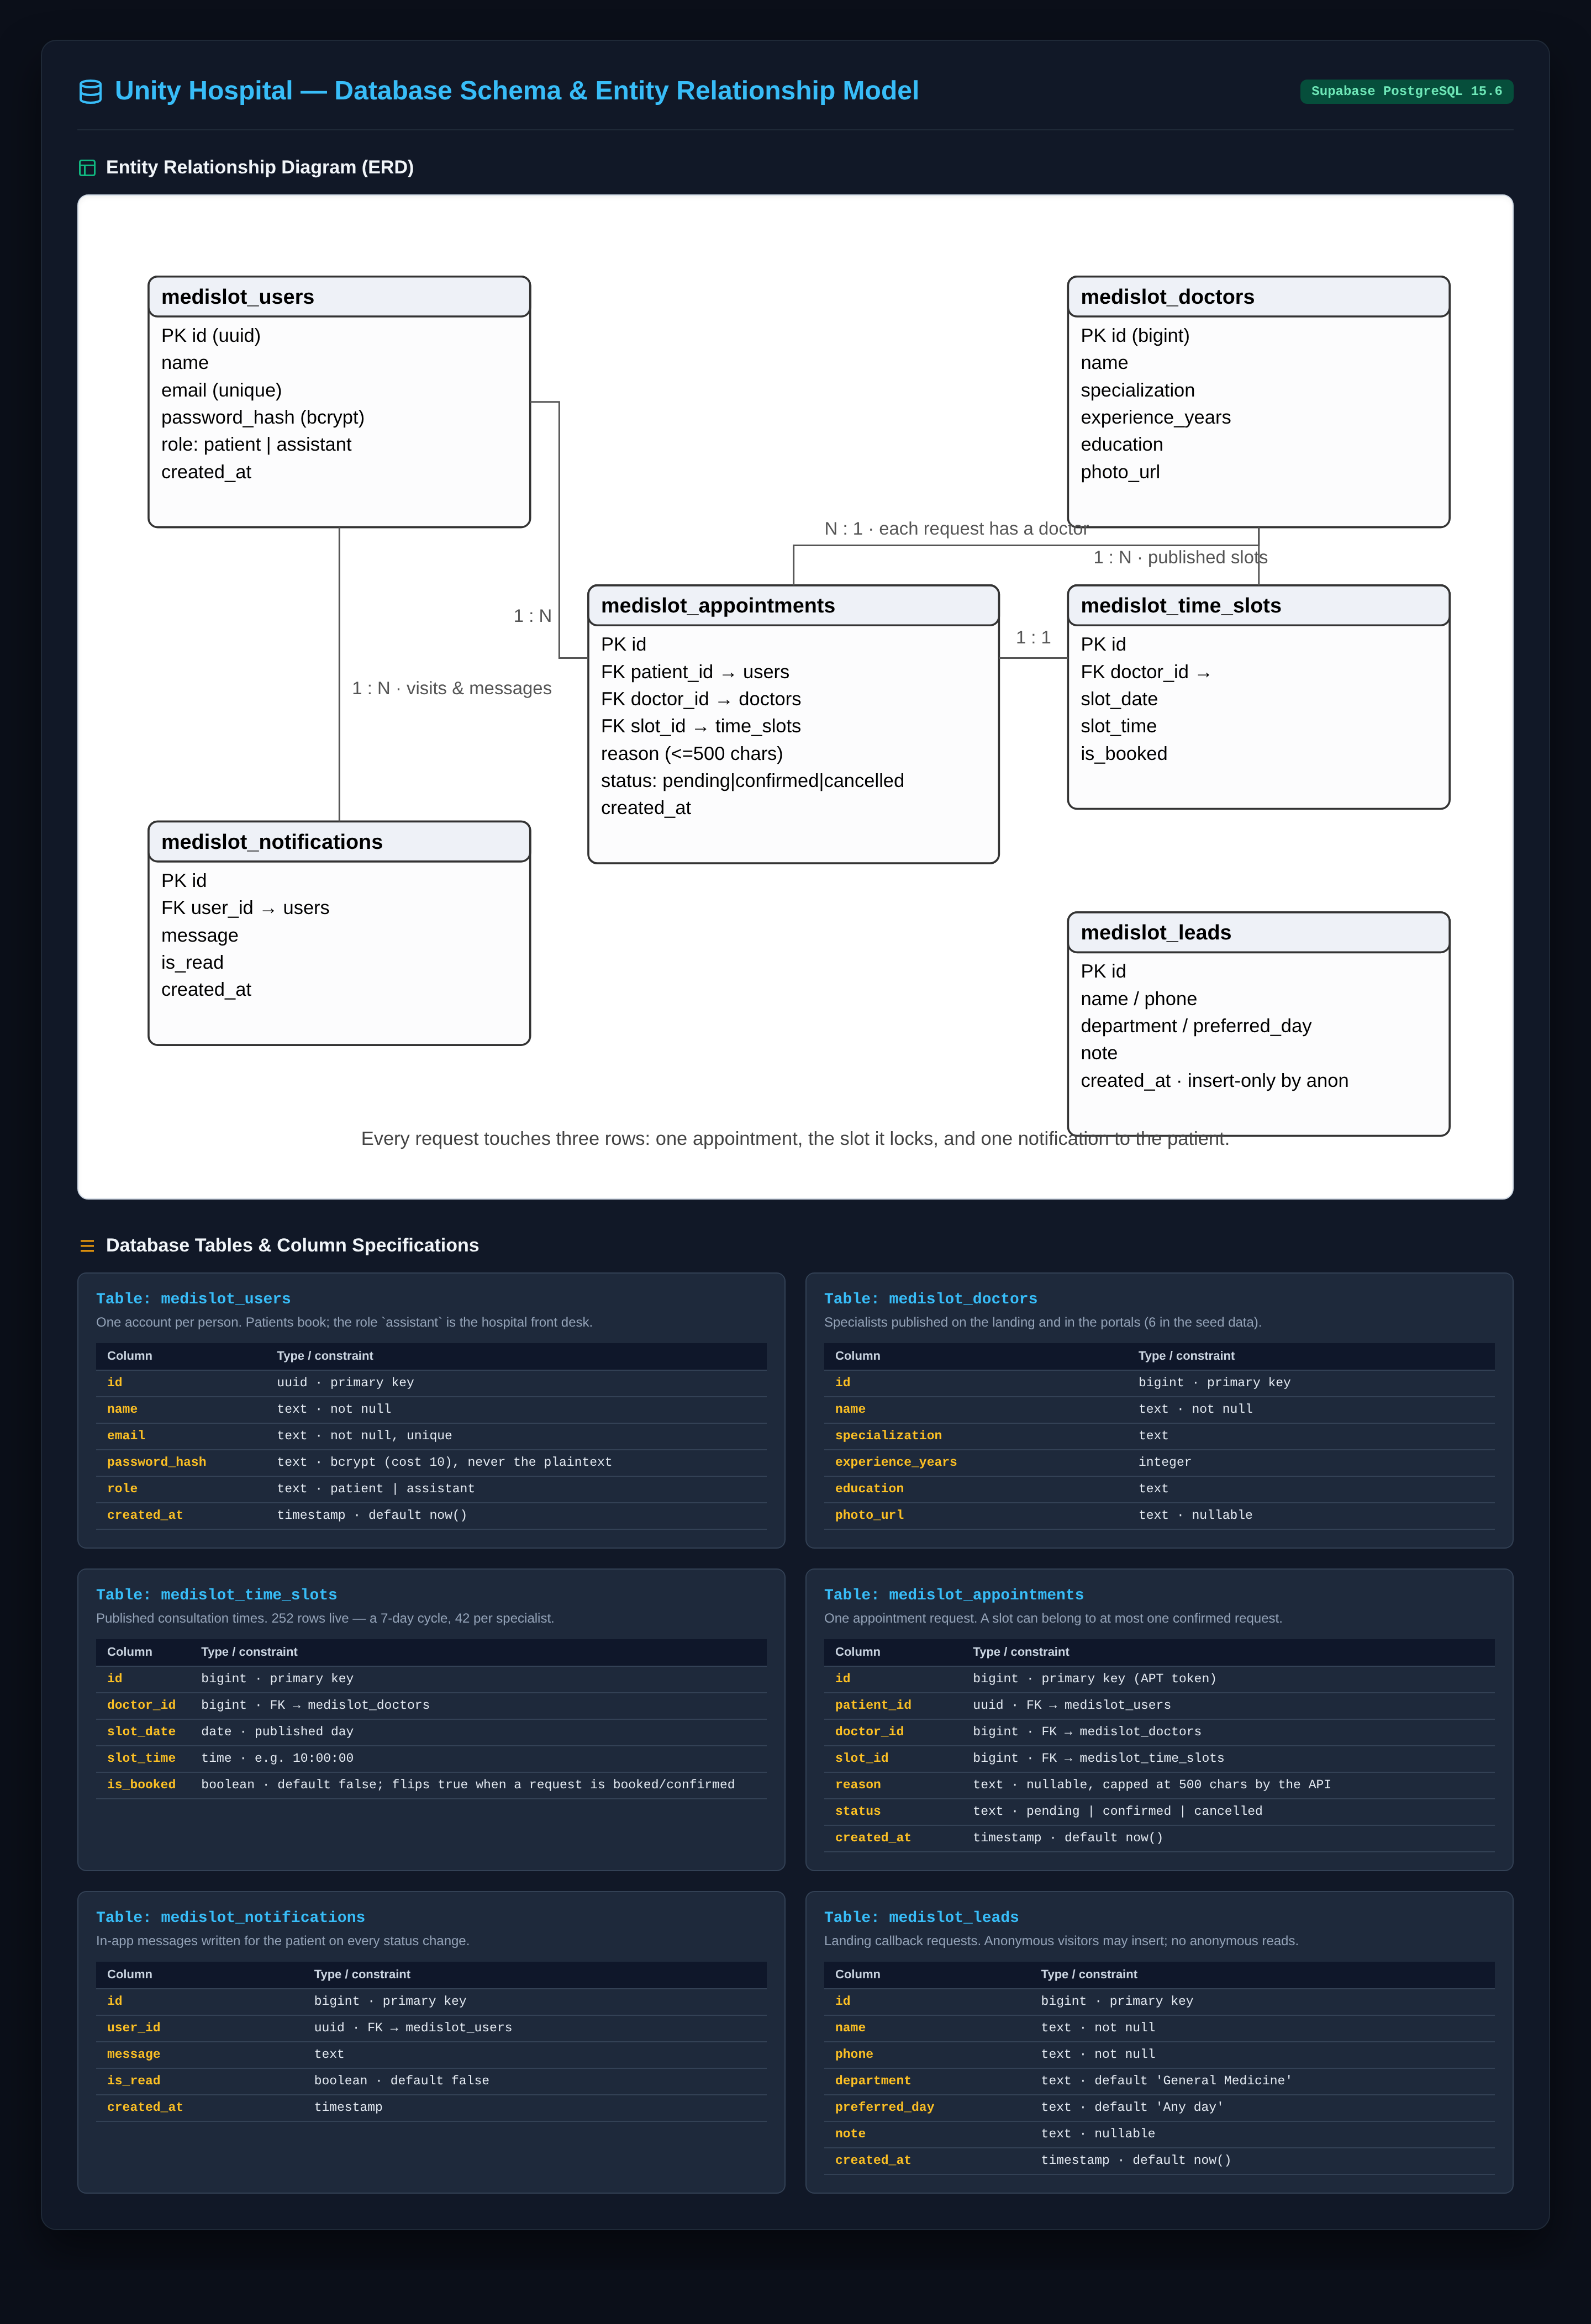 Unity Hospital — Database Schema & Entity Relationship Model
Supabase PostgreSQL 15.6
Entity Relationship Diagram (ERD)
medislot_users
PK id (uuid)
name
email (unique)
password_hash (bcrypt)
role: patient | assistant
created_at
medislot_doctors
PK id (bigint)
name
specialization
experience_years
education
photo_url
N : 1 · each request has a doctor
1 : N · published slots
1 : N
1 : N · visits & messages
medislot_appointments
PK id
FK patient_id → users
FK doctor_id → doctors
FK slot_id → time_slots
reason (<=500 chars)
status: pending|confirmed|cancelled
created_at
1 : 1
medislot_time_slots
PK id
FK doctor_id →
slot_date
slot_time
is_booked
medislot_notifications
PK id
FK user_id → users
message
is_read
created_at
medislot_leads
PK id
name / phone
department / preferred_day
note
created_at · insert-only by anon
Every request touches three rows: one appointment, the slot it locks, and one notification to the patient.
Database Tables & Column Specifications
Table: medislot_users
One account per person. Patients book; the role `assistant` is the hospital front desk.
Column Type / constraint
id uuid · primary key
name text · not null
email text · not null, unique
password_hash text · bcrypt (cost 10), never the plaintext
role text · patient | assistant
created_at timestamp · default now()
Table: medislot_doctors
Specialists published on the landing and in the portals (6 in the seed data).
Column Type / constraint
id bigint · primary key
name text · not null
specialization text
experience_years integer
education text
photo_url text · nullable
Table: medislot_time_slots
Published consultation times. 252 rows live — a 7-day cycle, 42 per specialist.
Column Type / constraint
id bigint · primary key
doctor_id bigint · FK → medislot_doctors
slot_date date · published day
slot_time time · e.g. 10:00:00
is_booked boolean · default false; flips true when a request is booked/confirmed
Table: medislot_appointments
One appointment request. A slot can belong to at most one confirmed request.
Column Type / constraint
id bigint · primary key (APT token)
patient_id uuid · FK → medislot_users
doctor_id bigint · FK → medislot_doctors
slot_id bigint · FK → medislot_time_slots
reason text · nullable, capped at 500 chars by the API
status text · pending | confirmed | cancelled
created_at timestamp · default now()
Table: medislot_notifications
In-app messages written for the patient on every status change.
Column Type / constraint
id bigint · primary key
user_id uuid · FK → medislot_users
message text
is_read boolean · default false
created_at timestamp
Table: medislot_leads
Landing callback requests. Anonymous visitors may insert; no anonymous reads.
Column Type / constraint
id bigint · primary key
name text · not null
phone text · not null
department text · default 'General Medicine'
preferred_day text · default 'Any day'
note text · nullable
created_at timestamp · default now()